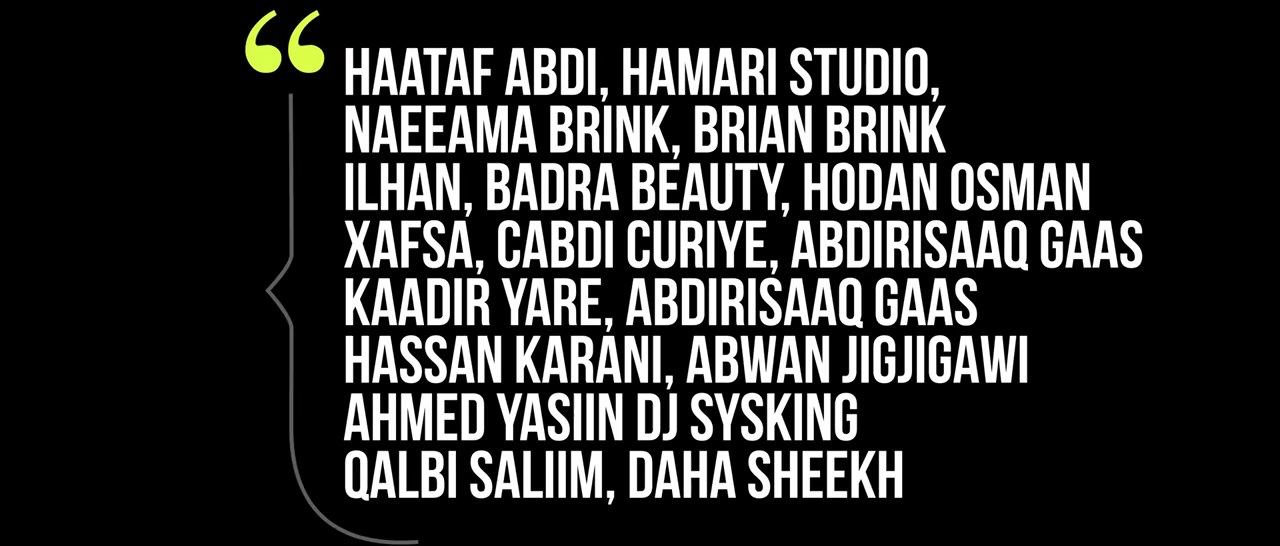 “
HAATAF ABDI, HAMARI STUDIO,
NAEEAMA BRINK, BRIAN BRINK
ILHAN, BADRA BEAUTY, HODAN OSMAN
XAFSA, CABDI CURIYE, ABDIRISAAQ GAAS
KAADIR YARE, ABDIRISAAQ GAAS
HASSAN KARANI, ABWAN JIGJIGAWI
AHMED YASIIN DJ SYSKING
QALBI SALIIM, DAHA SHEEKH